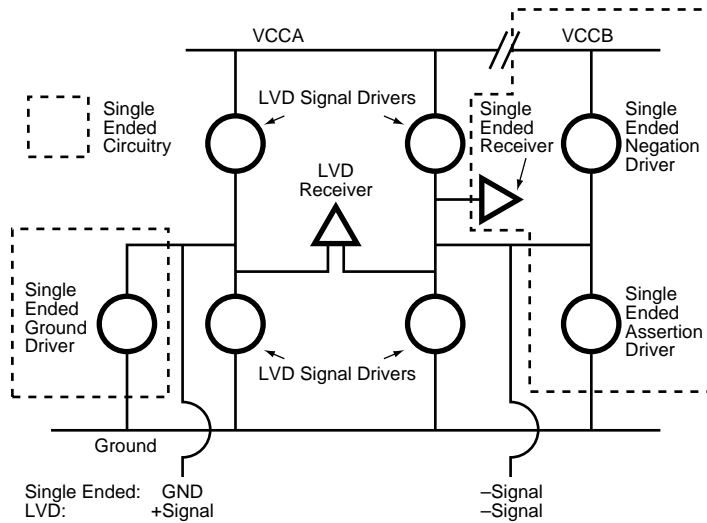 VCCA
VCCB
Single
Ended
Circuitry
LVD Signal Drivers
Single
Ended
Receiver
Single
Ended
Negation
Driver
LVD
Receiver
Single
Ended
Ground
Driver
Single
Ended
Assertion
Driver
LVD Signal Drivers
Ground
Single Ended: GND –Signal
LVD: +Signal –Signal